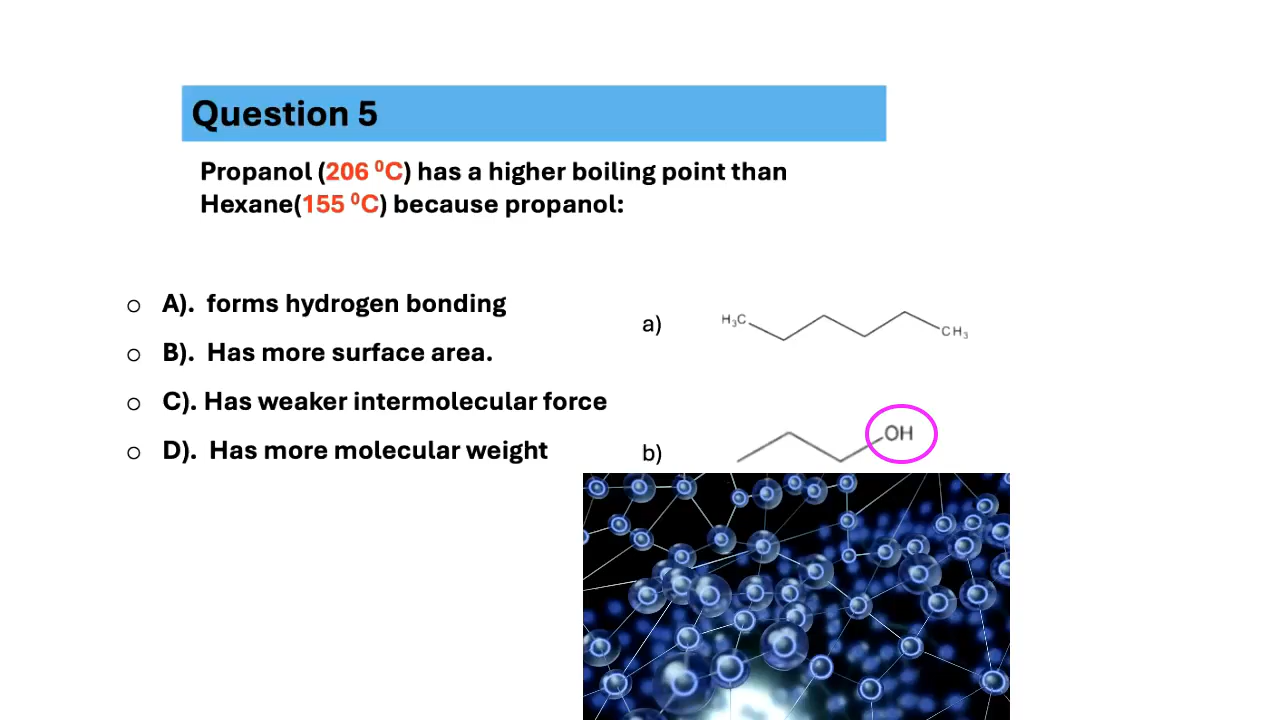 Question 5
Propanol (206 ⁰C) has a higher boiling point than
Hexane(155 ⁰C) because propanol:
A). forms hydrogen bonding
B). Has more surface area.
C). Has weaker intermolecular force
D). Has more molecular weight
a)
H₃C
CH₃
b)
OH